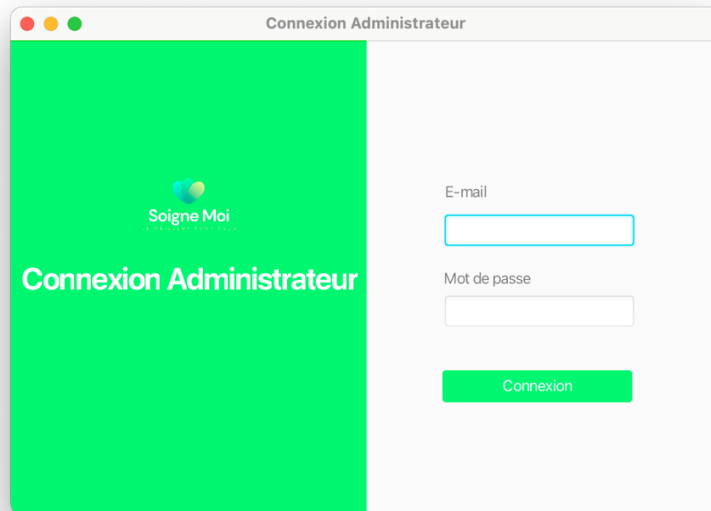 Connexion Administrateur
Soigne Moi
Connexion Administrateur
E-mail
Mot de passe
Connexion